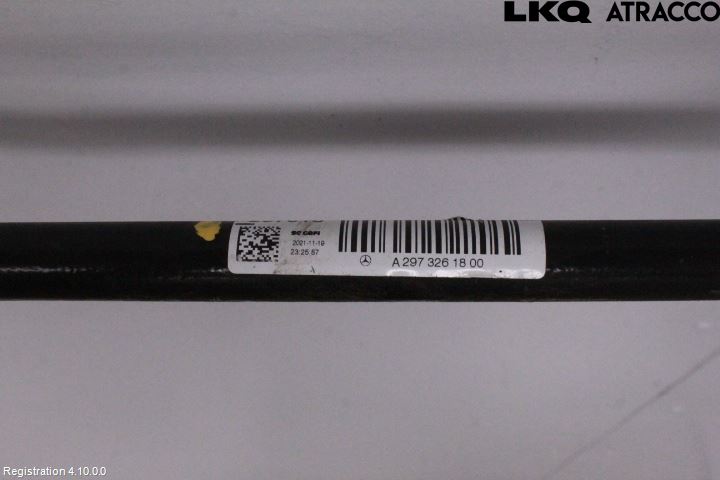 LKQ ATRACCO
2021-11-19
23:25:57
A 297 326 18 00
Registration 4.10.0.0